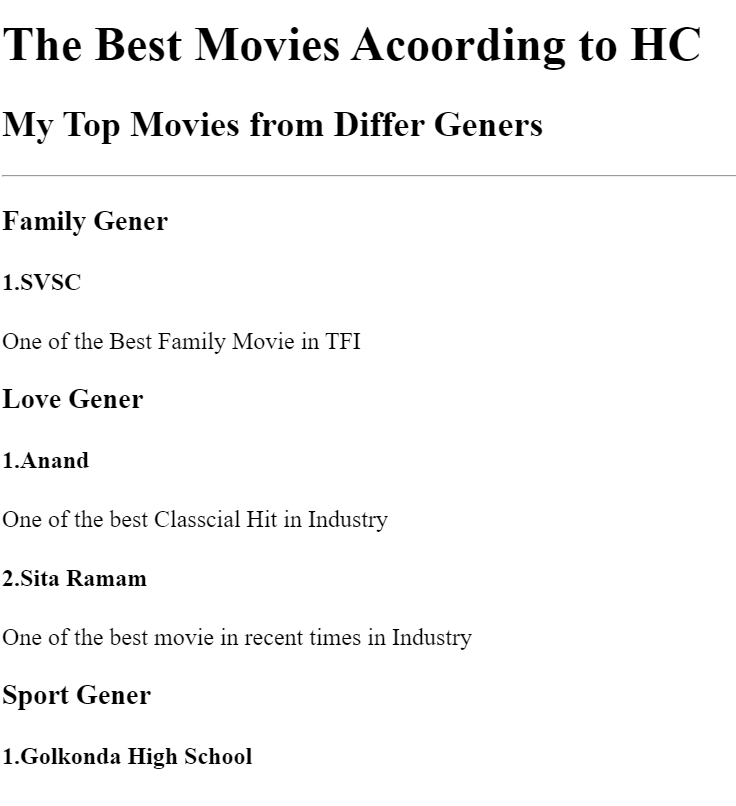 The Best Movies Acoording to HC
My Top Movies from Differ Geners
Family Gener
1.SVSC
One of the Best Family Movie in TFI
Love Gener
1.Anand
One of the best Classcial Hit in Industry
2.Sita Ramam
One of the best movie in recent times in Industry
Sport Gener
1.Golkonda High School